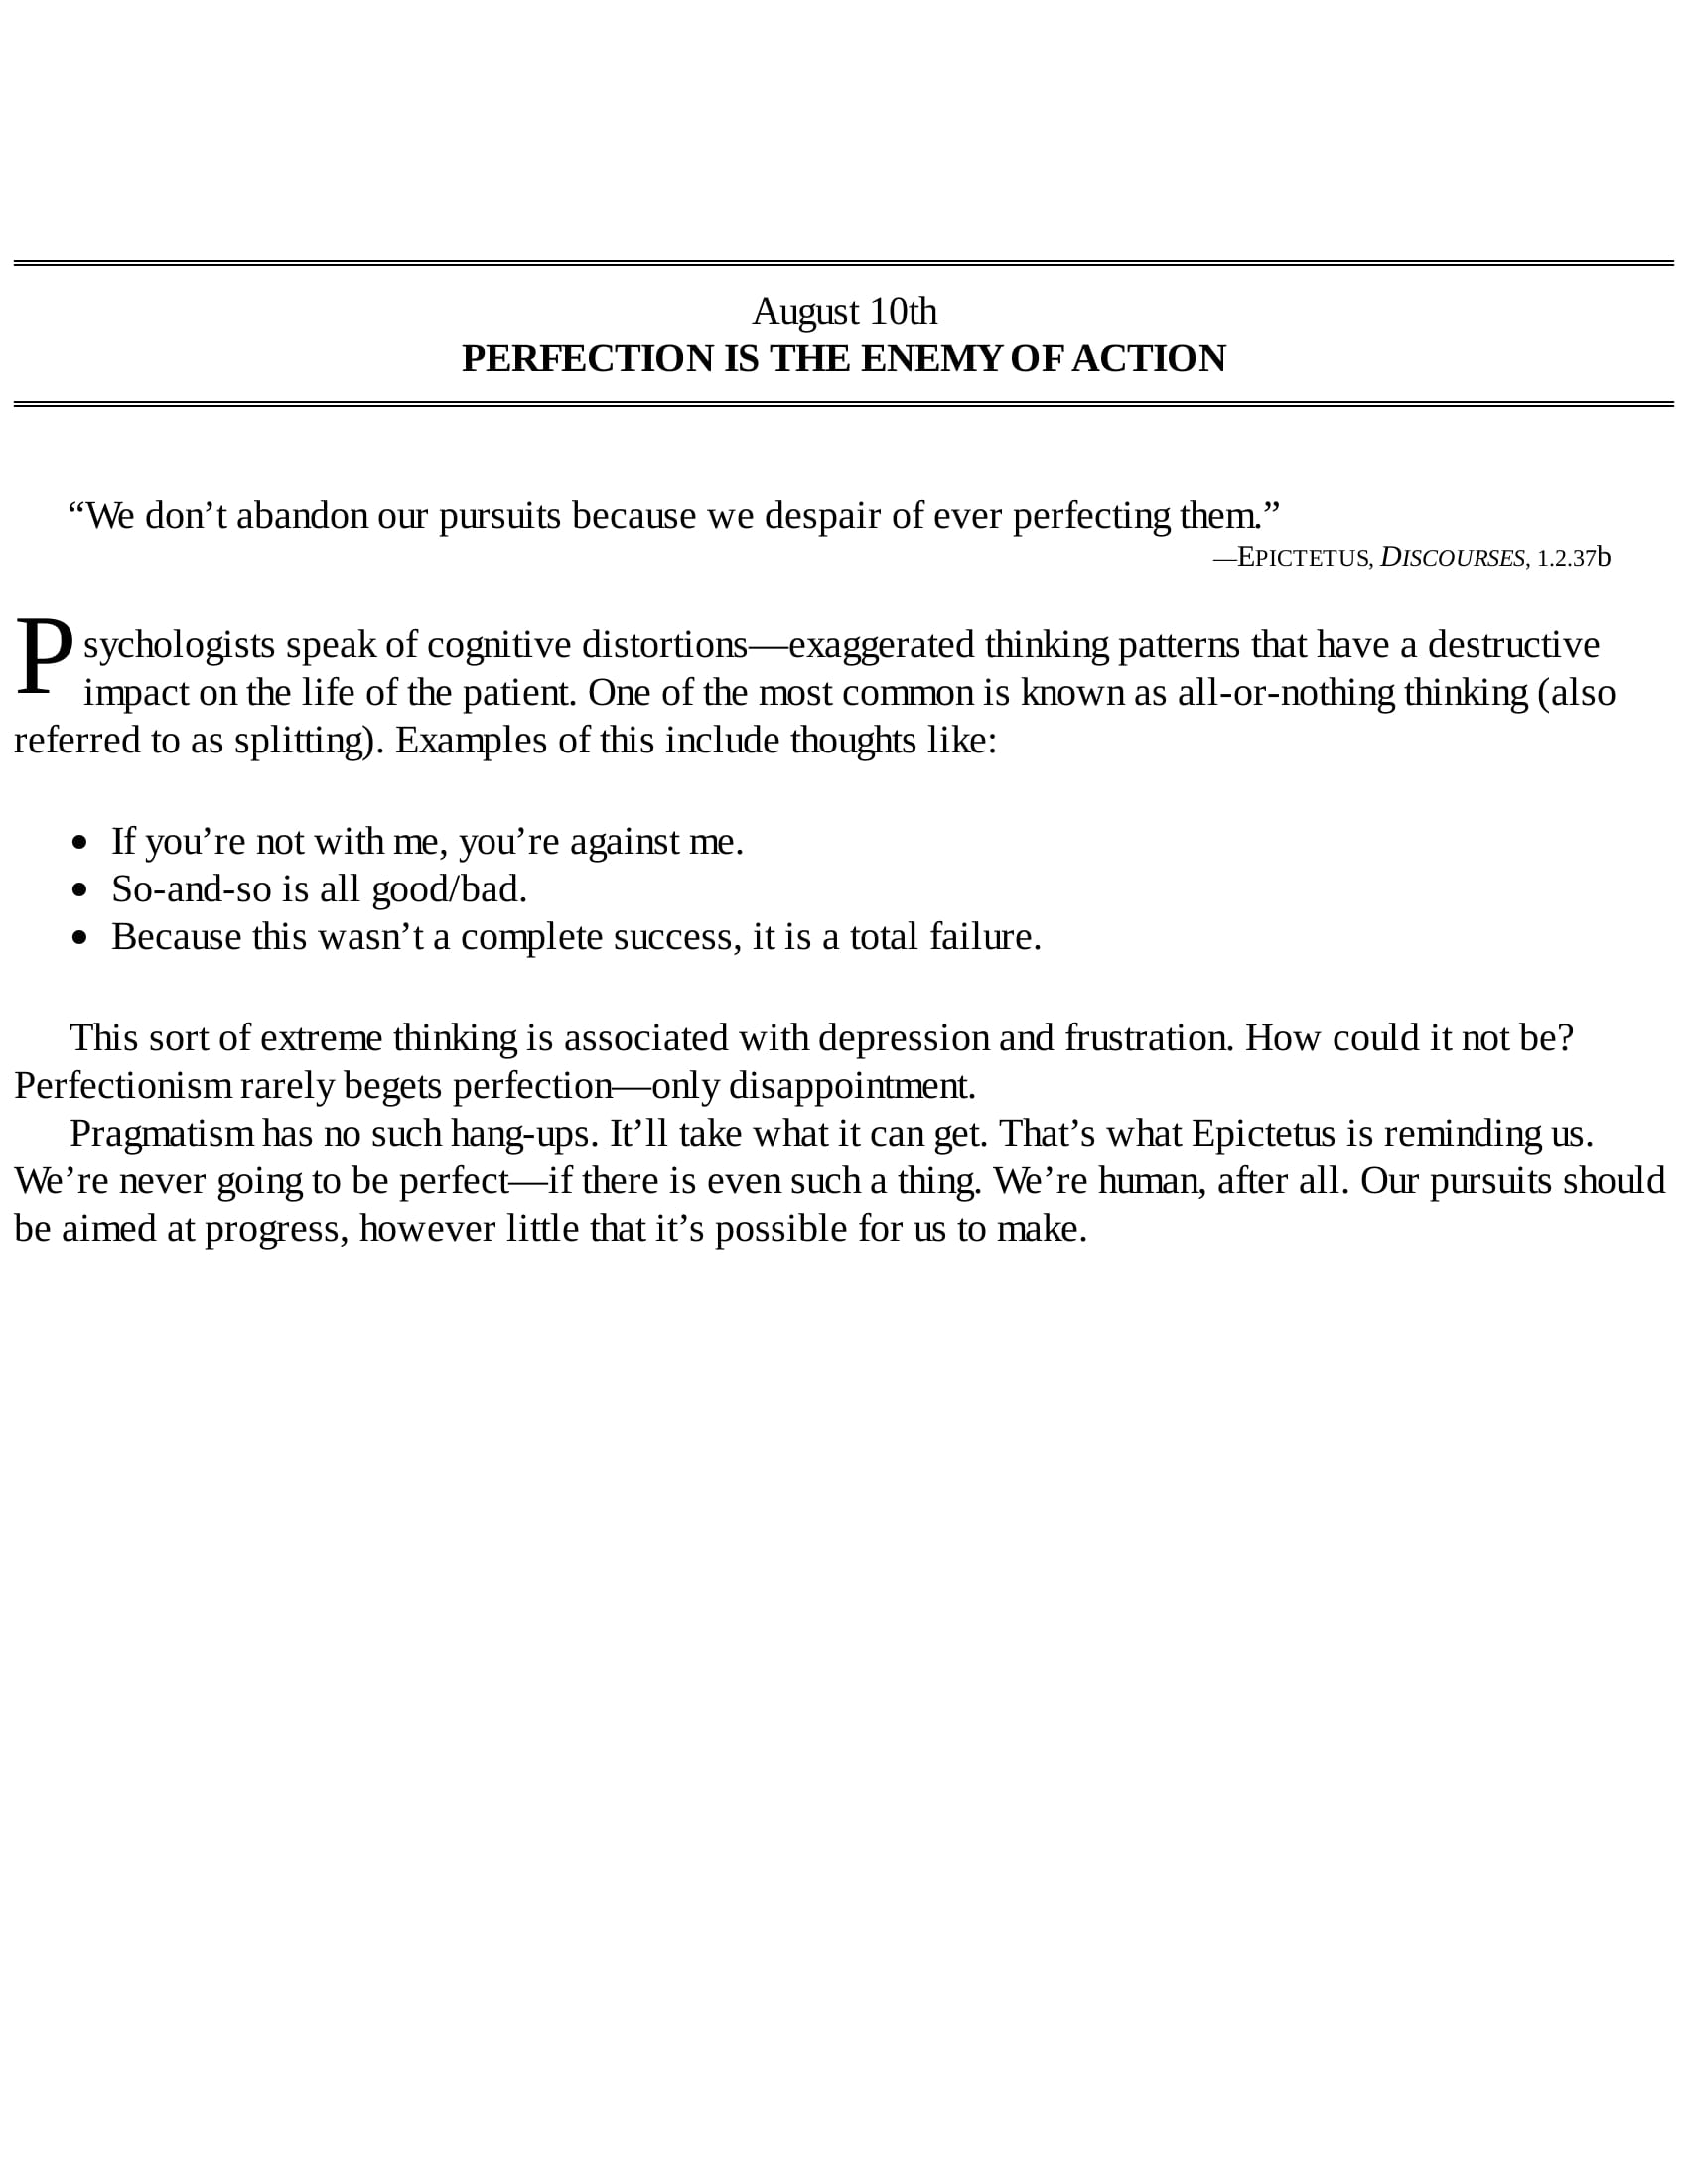 August 10th
PERFECTION IS THE ENEMY OF ACTION
“We don’t abandon our pursuits because we despair of ever perfecting them.”
—EPICTETUS, DISCOURSES, 1.2.37b
Psychologists speak of cognitive distortions—exaggerated thinking patterns that have a destructive
impact on the life of the patient. One of the most common is known as all-or-nothing thinking (also
referred to as splitting). Examples of this include thoughts like:
• If you’re not with me, you’re against me.
• So-and-so is all good/bad.
• Because this wasn’t a complete success, it is a total failure.
This sort of extreme thinking is associated with depression and frustration. How could it not be?
Perfectionism rarely begets perfection—only disappointment.
Pragmatism has no such hang-ups. It’ll take what it can get. That’s what Epictetus is reminding us.
We’re never going to be perfect—if there is even such a thing. We’re human, after all. Our pursuits should
be aimed at progress, however little that it’s possible for us to make.